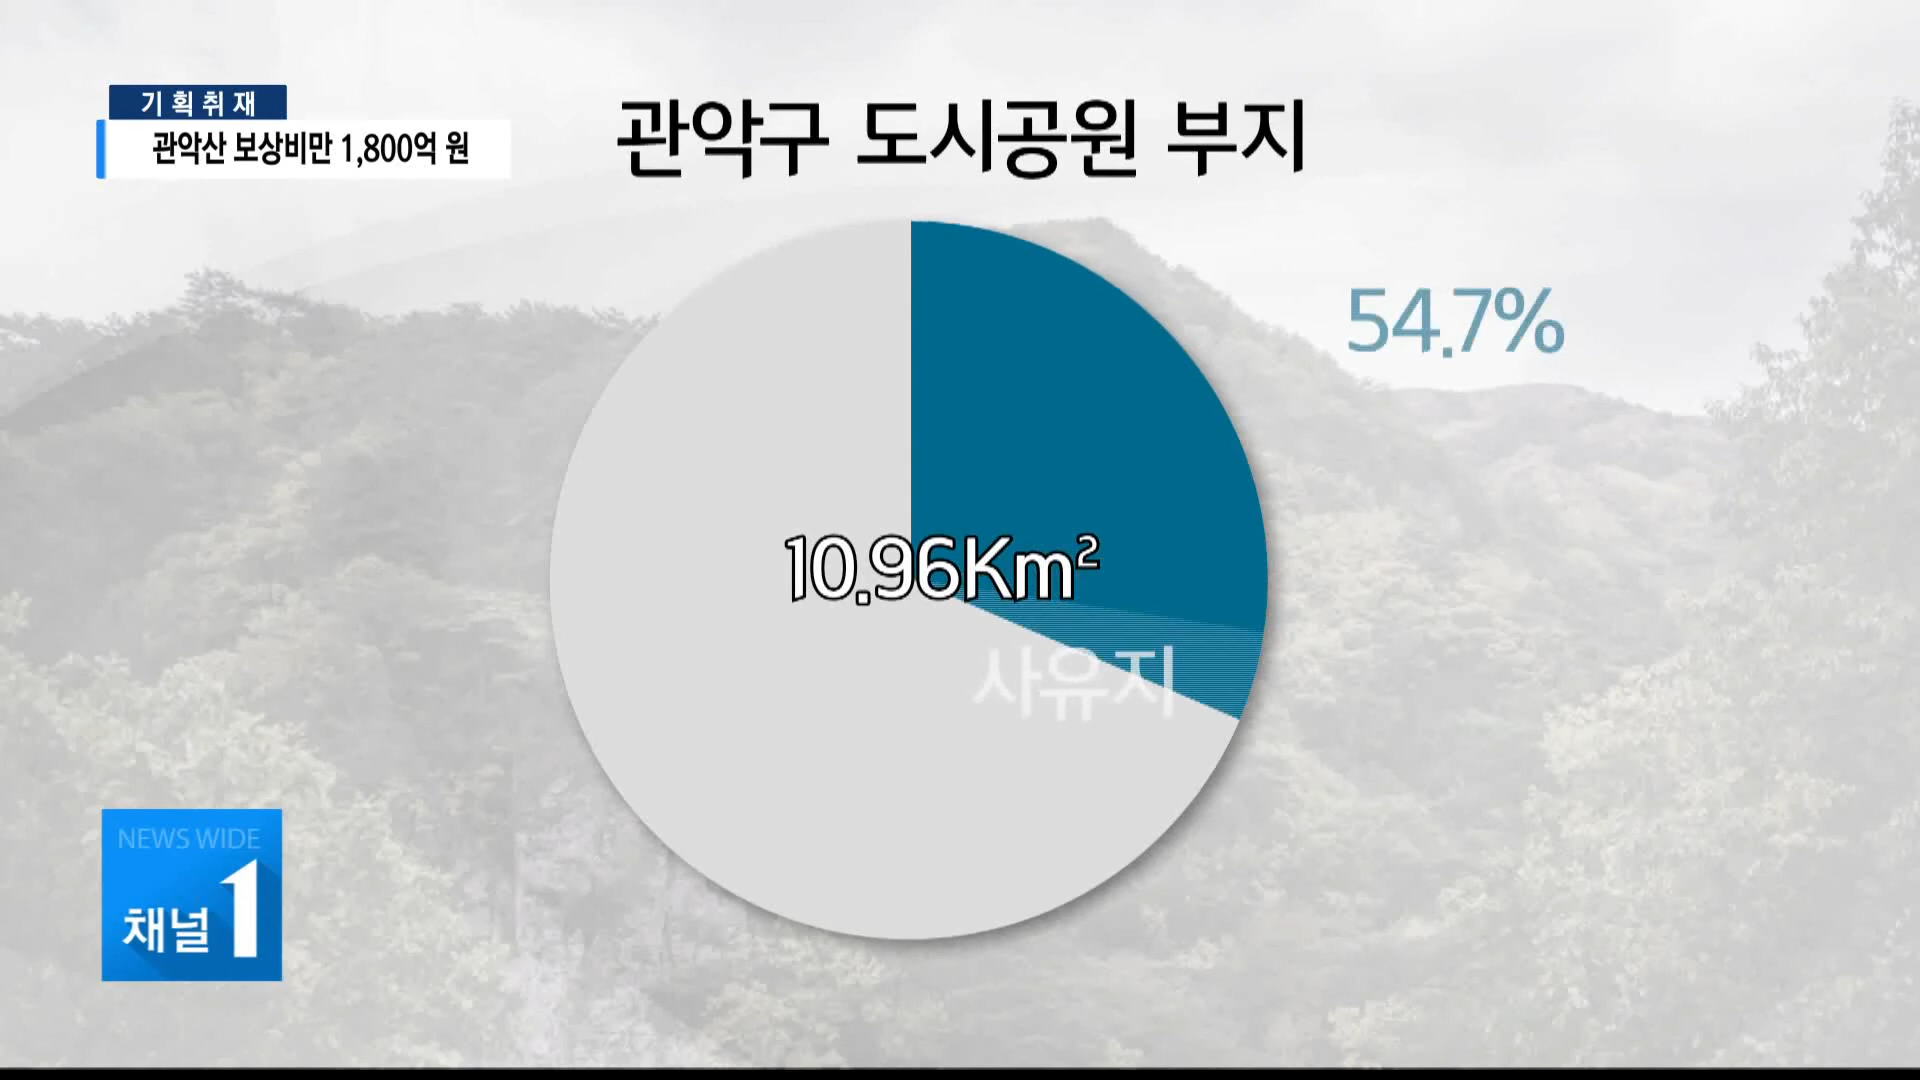 기획취재
관악산 보상비만 1,800억 원
관악구 도시공원 부지
54.7%
10.96Km²
사유지
NEWS WIDE
채널1